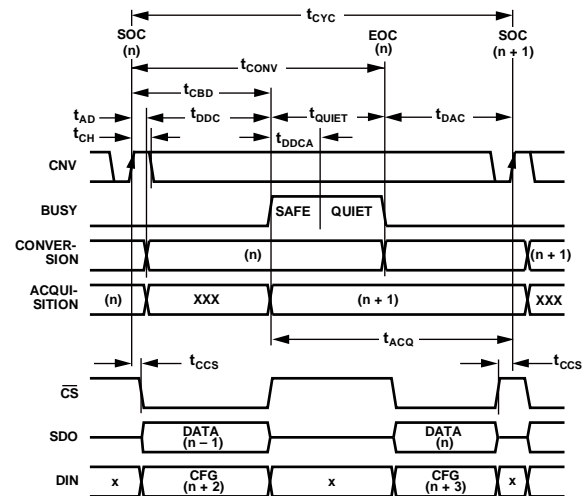 tCYC
SOC
(n)
EOC
(n)
SOC
(n + 1)
tCONV
tCBD
tAD
tDDC
tQUIET
tDAC
tCH
tDDCA
CNV
BUSY
SAFE
QUIET
CONVER-
SION
(n)
(n + 1)
ACQUI-
SITION
(n)
XXX
(n + 1)
XXX
tACQ
tCCS
tCCS
CS
SDO
DATA
(n – 1)
DATA
(n)
DIN
x
CFG
(n + 2)
x
CFG
(n + 3)
x